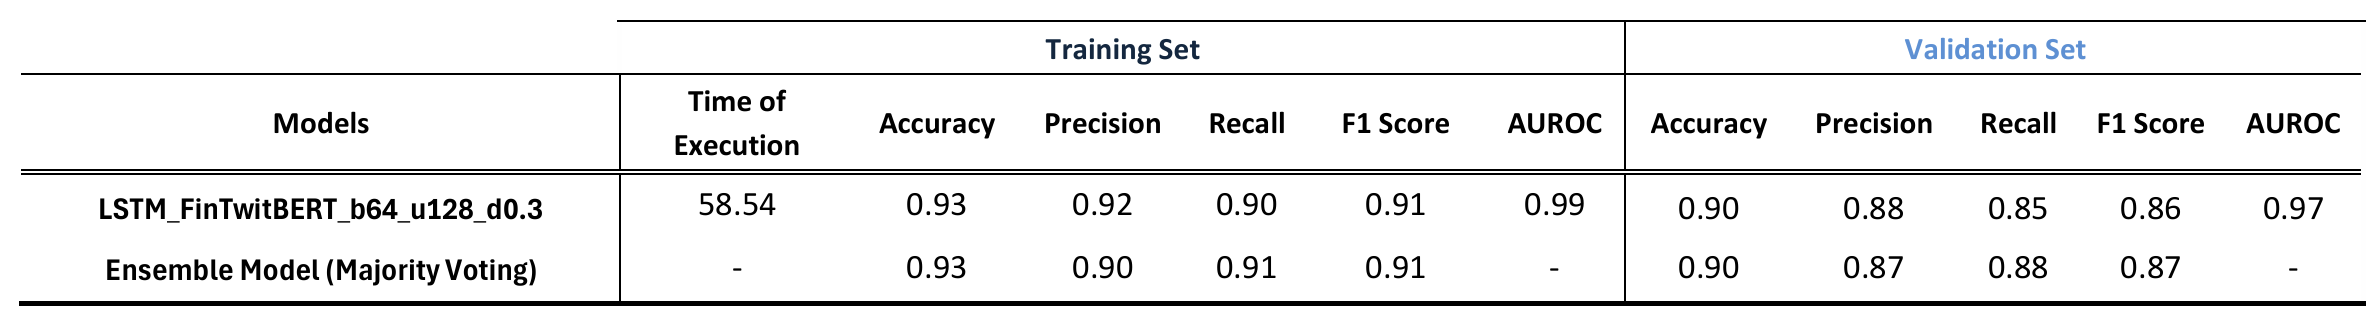 Training Set Validation Set
Models Time of Execution Accuracy Precision Recall F1 Score AUROC Accuracy Precision Recall F1 Score AUROC
LSTM_FinTwitBERT_b64_u128_d0.3 58.54 0.93 0.92 0.90 0.91 0.99 0.90 0.88 0.85 0.86 0.97
Ensemble Model (Majority Voting) - 0.93 0.90 0.91 0.91 - 0.90 0.87 0.88 0.87 -